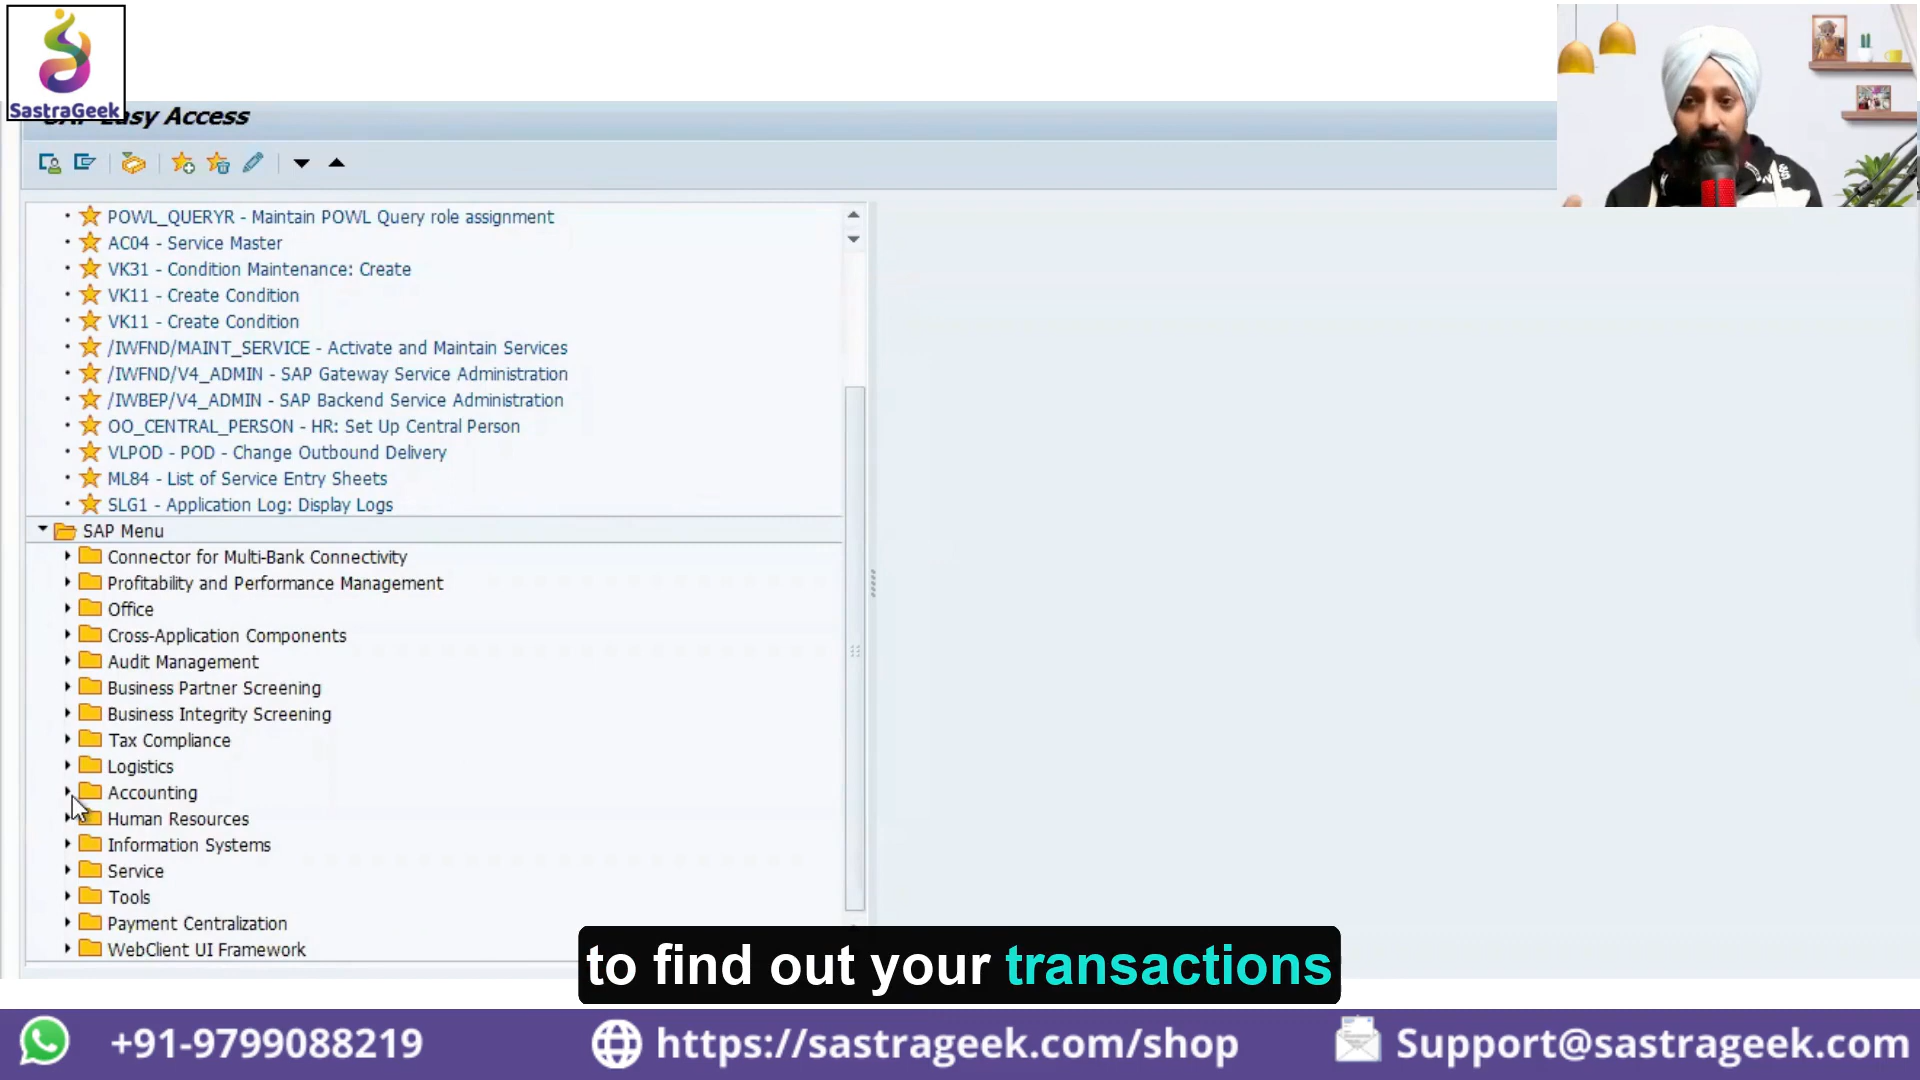 SastraGeek
SAP Easy Access
POWL_QUERYR - Maintain POWL Query role assignment
AC04 - Service Master
VK31 - Condition Maintenance: Create
VK11 - Create Condition
VK11 - Create Condition
/IWFND/MAINT_SERVICE - Activate and Maintain Services
/IWFND/V4_ADMIN - SAP Gateway Service Administration
/IWBEP/V4_ADMIN - SAP Backend Service Administration
OO_CENTRAL_PERSON - HR: Set Up Central Person
VLPOD - POD - Change Outbound Delivery
ML84 - List of Service Entry Sheets
SLG1 - Application Log: Display Logs
SAP Menu
Connector for Multi-Bank Connectivity
Profitability and Performance Management
Office
Cross-Application Components
Audit Management
Business Partner Screening
Business Integrity Screening
Tax Compliance
Logistics
Accounting
Human Resources
Information Systems
Service
Tools
Payment Centralization
WebClient UI Framework
to find out your transactions
+91-9799088219
https://sastrageek.com/shop
Support@sastrageek.com